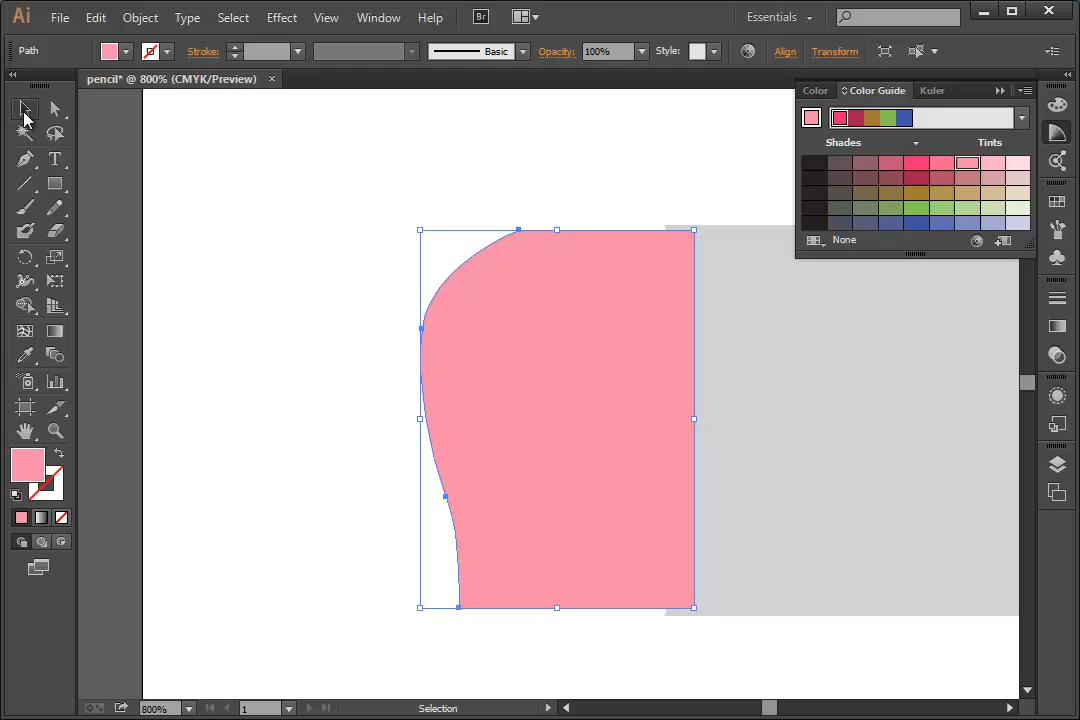 Ai File Edit Object Type Select Effect View Window Help Br Essentials
Path Stroke: Basic Opacity: 100% Style: Align Transform
pencil* @ 800% (CMYK/Preview) ×
Color Color Guide Kuler
Shades Tints
None
T
800% 1 Selection